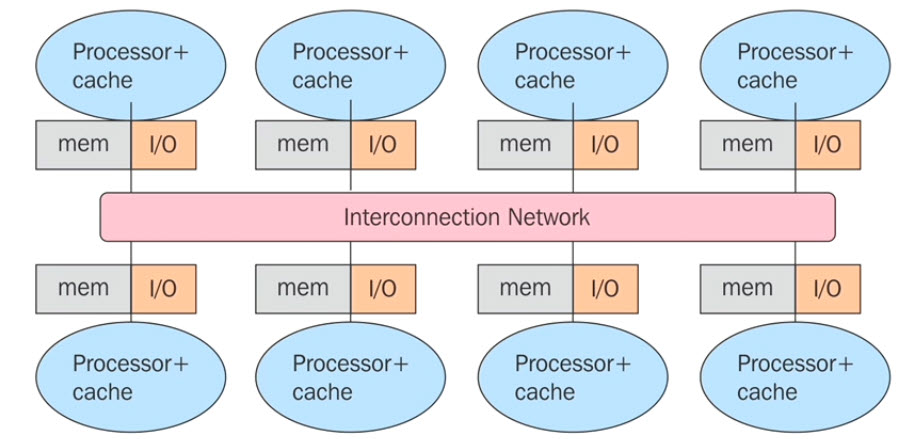 Processor+
cache
Processor+
cache
Processor+
cache
Processor+
cache
mem I/O
mem I/O
mem I/O
mem I/O
Interconnection Network
mem I/O
mem I/O
mem I/O
mem I/O
Processor+
cache
Processor+
cache
Processor+
cache
Processor+
cache